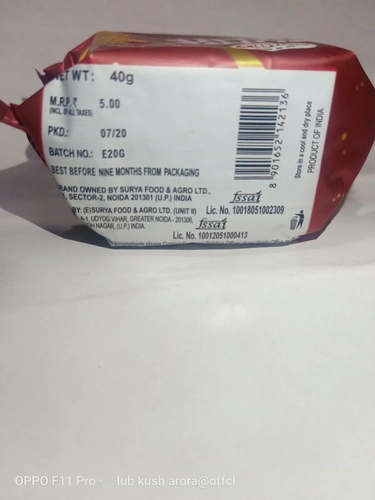 WT: 40g
M.R.P.₹ 5.00
(INCL. OF ALL TAXES)
PKD.: 07/20
BATCH NO.: E20G
BEST BEFORE NINE MONTHS FROM PACKAGING
BRAND OWNED BY SURYA FOOD & AGRO LTD.,
SECTOR-2, NOIDA 201301 (U.P.) INDIA
BY: (E)SURYA FOOD & AGRO LTD. (UNIT II)
UDYOG VIHAR, GREATER NOIDA - 201306,
NAGAR, (U.P.) INDIA.
fssai
Lic. No. 10018051002309
fssai
Lic. No. 10012051000413
8 901652 142136
Store in a cool and dry place
PRODUCT OF INDIA
OPPO F11 Pro · lub kush arora@offcl